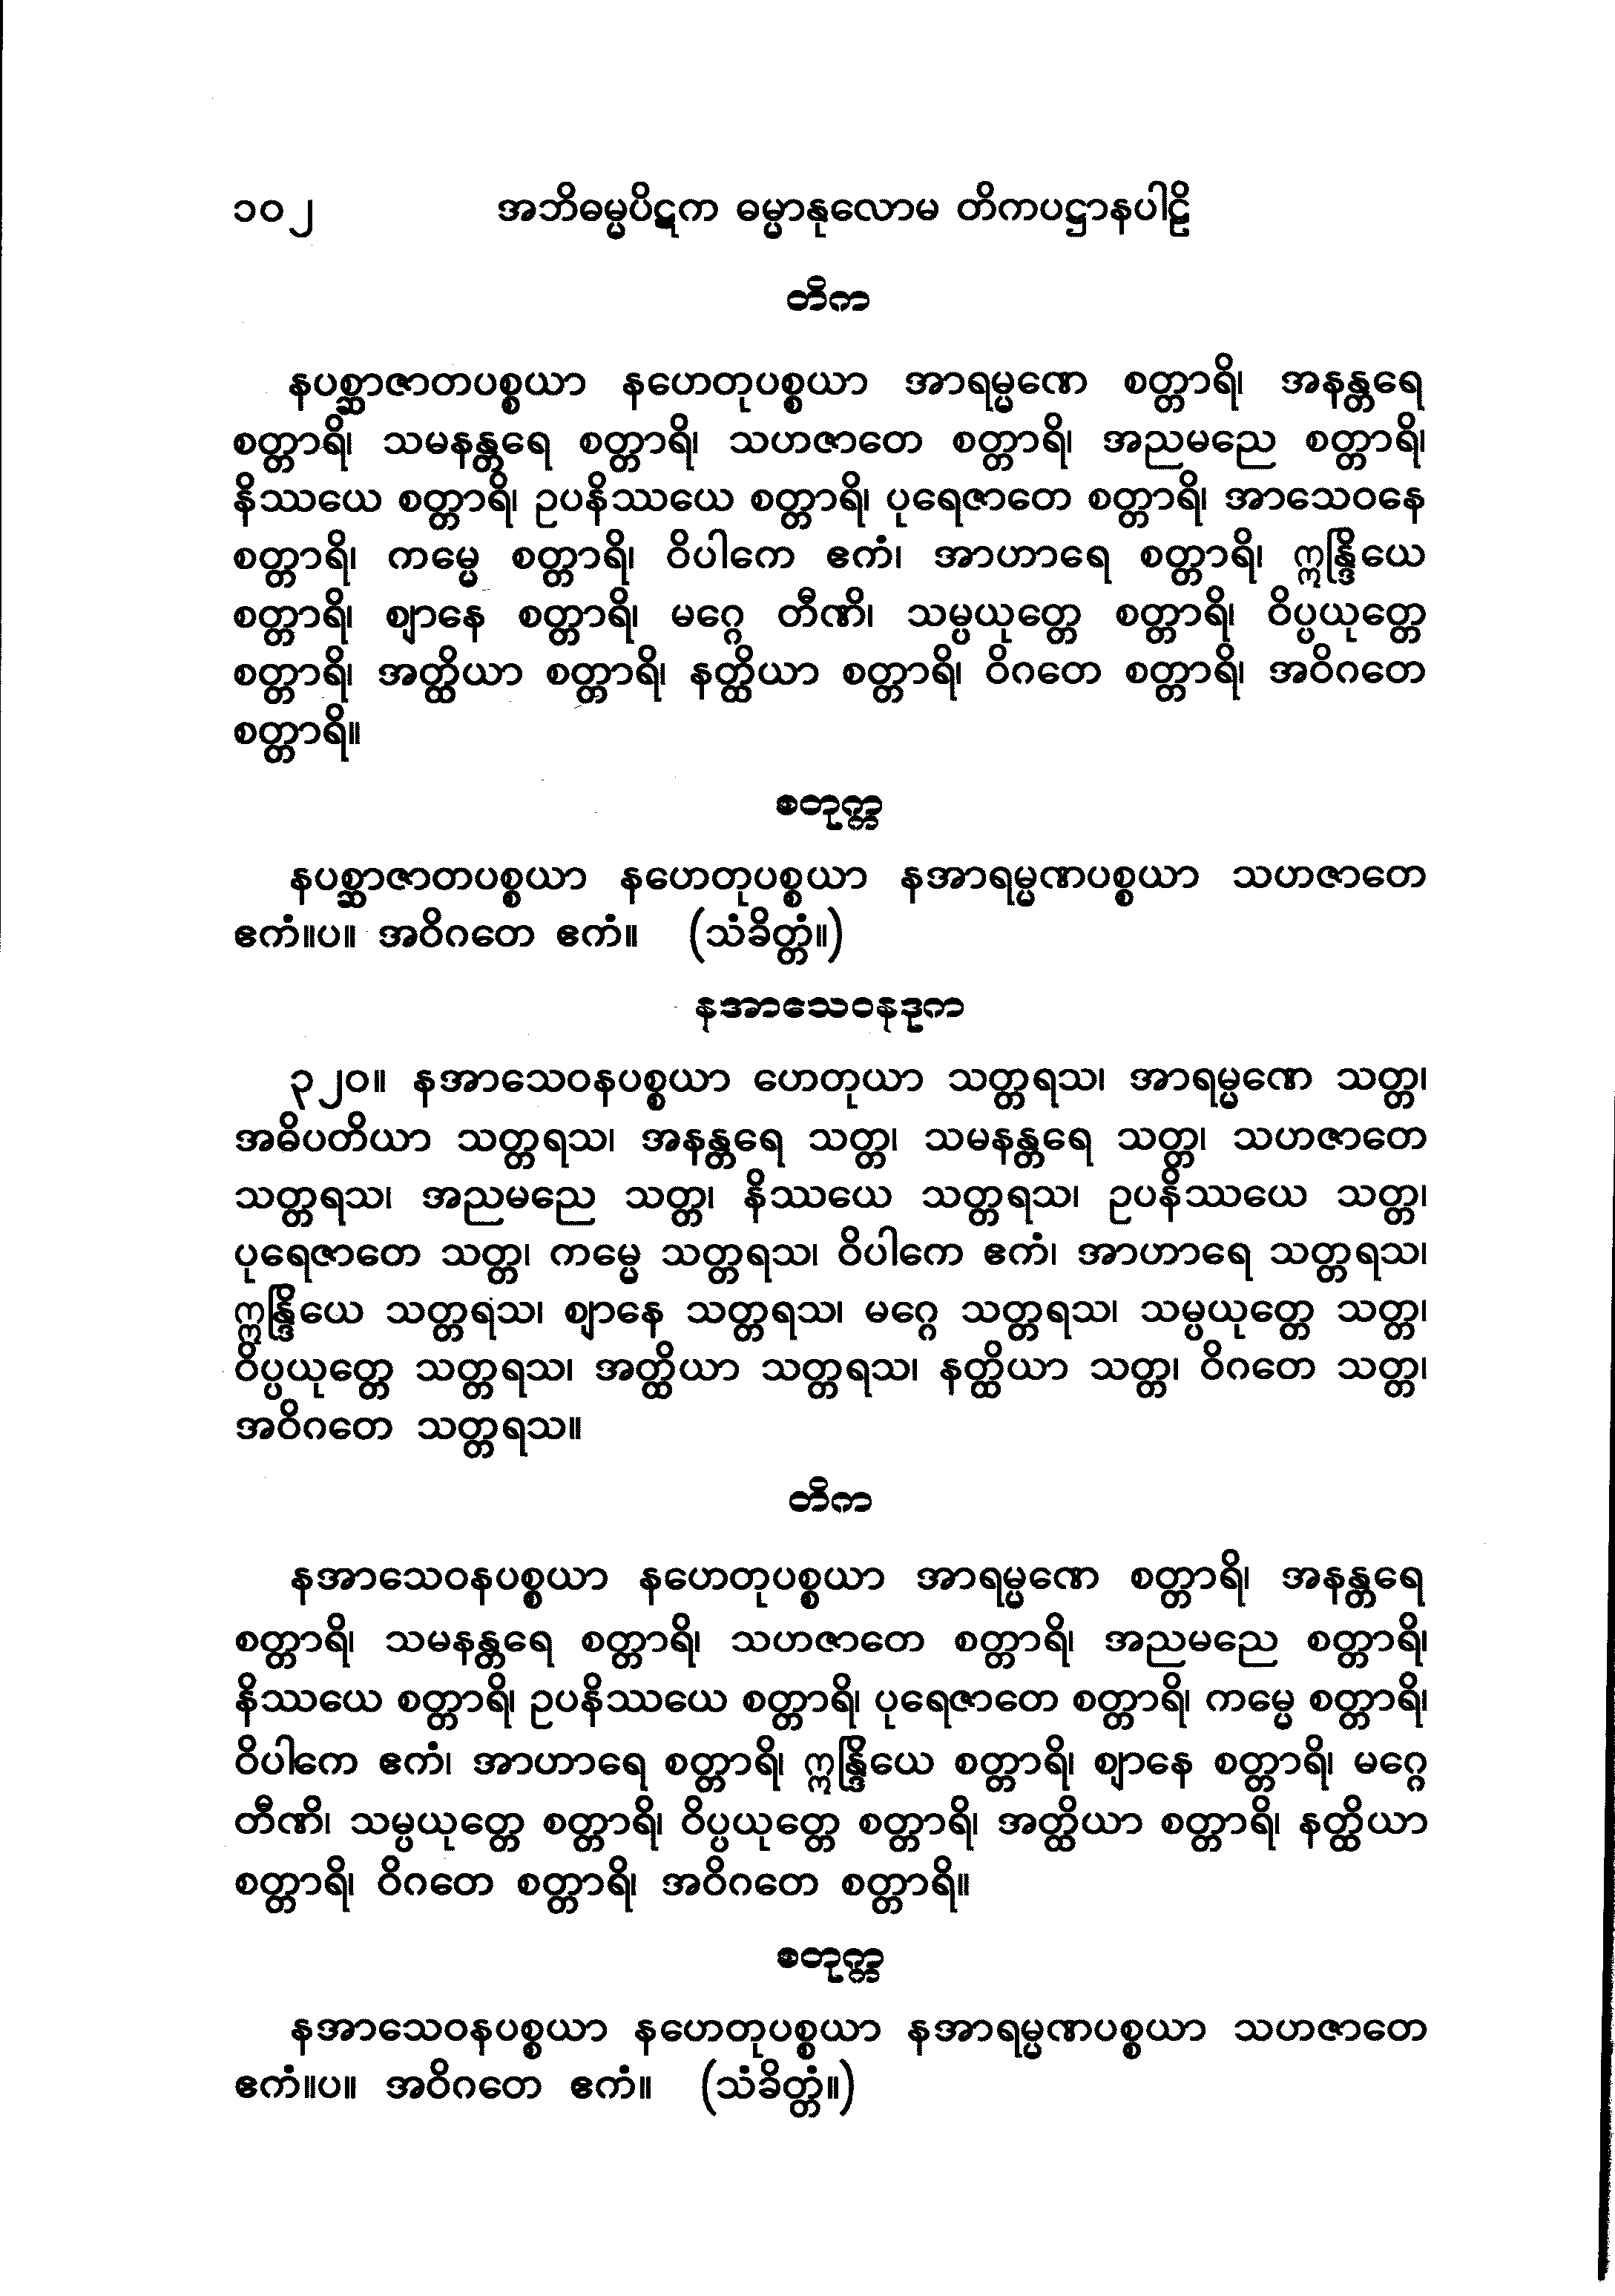 ၁၀၂ အဘိဓမ္မပိဋက ဓမ္မာနုလောမ တိကပဋ္ဌာနပါဠိ
တိက
နပစ္ဆာဇာတပစ္စယာ နဟေတုပစ္စယာ အာရမ္မဏေ စတ္တာရိ၊ အနန္တရေ
စတ္တာရိ၊ သမနန္တရေ စတ္တာရိ၊ သဟဇာတေ စတ္တာရိ၊ အညမညေ စတ္တာရိ၊
နိဿယေ စတ္တာရိ၊ ဥပနိဿယေ စတ္တာရိ၊ ပုရေဇာတေ စတ္တာရိ၊ အာသေဝနေ
စတ္တာရိ၊ ကမ္မေ စတ္တာရိ၊ ဝိပါကေ ဧကံ၊ အာဟာရေ စတ္တာရိ၊ ဣန္ဒြိယေ
စတ္တာရိ၊ ဈာနေ စတ္တာရိ၊ မဂ္ဂေ တီဏိ၊ သမ္ပယုတ္တေ စတ္တာရိ၊ ဝိပ္ပယုတ္တေ
စတ္တာရိ၊ အတ္ထိယာ စတ္တာရိ၊ နတ္ထိယာ စတ္တာရိ၊ ဝိဂတေ စတ္တာရိ၊ အဝိဂတေ
စတ္တာရိ။
စတုက္က
နပစ္ဆာဇာတပစ္စယာ နဟေတုပစ္စယာ နအာရမ္မဏပစ္စယာ သဟဇာတေ
ဧကံ။ပ။ အဝိဂတေ ဧကံ။ (သံခိတ္တံ။)
နအာသေဝနဒုက
၃၂၀။ နအာသေဝနပစ္စယာ ဟေတုယာ သတ္တရသ၊ အာရမ္မဏေ သတ္တ၊
အဓိပတိယာ သတ္တရသ၊ အနန္တရေ သတ္တ၊ သမနန္တရေ သတ္တ၊ သဟဇာတေ
သတ္တရသ၊ အညမညေ သတ္တ၊ နိဿယေ သတ္တရသ၊ ဥပနိဿယေ သတ္တ၊
ပုရေဇာတေ သတ္တ၊ ကမ္မေ သတ္တရသ၊ ဝိပါကေ ဧကံ၊ အာဟာရေ သတ္တရသ၊
ဣန္ဒြိယေ သတ္တရသ၊ ဈာနေ သတ္တရသ၊ မဂ္ဂေ သတ္တရသ၊ သမ္ပယုတ္တေ သတ္တ၊
ဝိပ္ပယုတ္တေ သတ္တရသ၊ အတ္ထိယာ သတ္တရသ၊ နတ္ထိယာ သတ္တ၊ ဝိဂတေ သတ္တ၊
အဝိဂတေ သတ္တရသ။
တိက
နအာသေဝနပစ္စယာ နဟေတုပစ္စယာ အာရမ္မဏေ စတ္တာရိ၊ အနန္တရေ
စတ္တာရိ၊ သမနန္တရေ စတ္တာရိ၊ သဟဇာတေ စတ္တာရိ၊ အညမညေ စတ္တာရိ၊
နိဿယေ စတ္တာရိ၊ ဥပနိဿယေ စတ္တာရိ၊ ပုရေဇာတေ စတ္တာရိ၊ ကမ္မေ စတ္တာရိ၊
ဝိပါကေ ဧကံ၊ အာဟာရေ စတ္တာရိ၊ ဣန္ဒြိယေ စတ္တာရိ၊ ဈာနေ စတ္တာရိ၊ မဂ္ဂေ
တီဏိ၊ သမ္ပယုတ္တေ စတ္တာရိ၊ ဝိပ္ပယုတ္တေ စတ္တာရိ၊ အတ္ထိယာ စတ္တာရိ၊ နတ္ထိယာ
စတ္တာရိ၊ ဝိဂတေ စတ္တာရိ၊ အဝိဂတေ စတ္တာရိ။
စတုက္က
နအာသေဝနပစ္စယာ နဟေတုပစ္စယာ နအာရမ္မဏပစ္စယာ သဟဇာတေ
ဧကံ။ပ။ အဝိဂတေ ဧကံ။ (သံခိတ္တံ။)